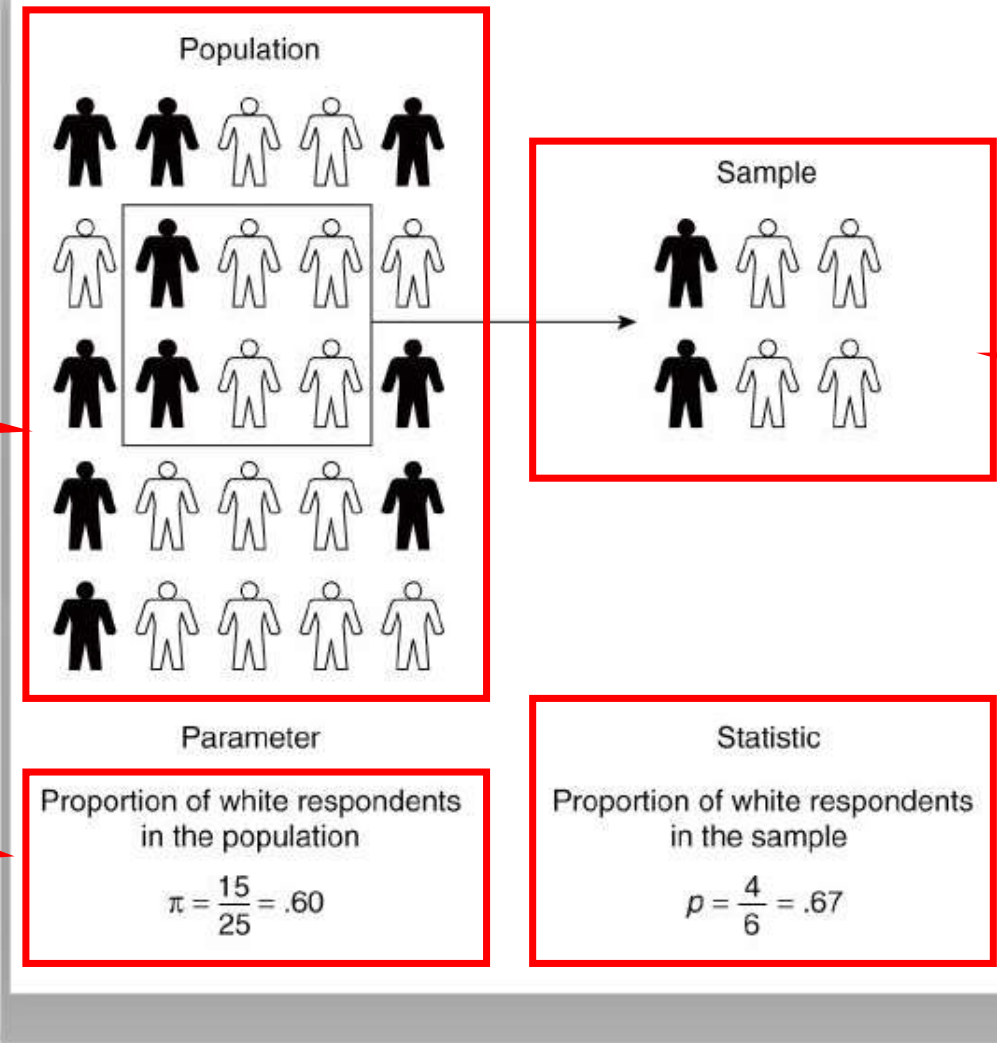 Population
Sample
Parameter
Proportion of white respondents
in the population
π = 15/25 = .60
Statistic
Proportion of white respondents
in the sample
p = 4/6 = .67